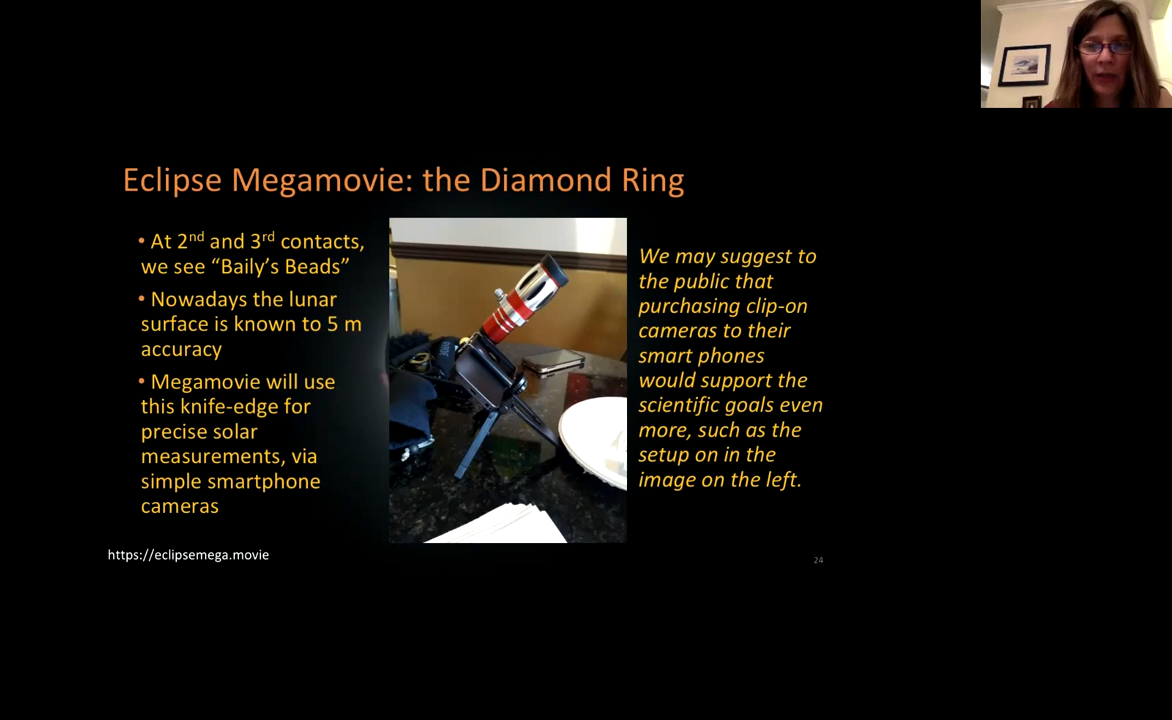 Eclipse Megamovie: the Diamond Ring
• At 2nd and 3rd contacts,
we see “Baily’s Beads”
• Nowadays the lunar
surface is known to 5 m
accuracy
• Megamovie will use
this knife-edge for
precise solar
measurements, via
simple smartphone
cameras
We may suggest to
the public that
purchasing clip-on
cameras to their
smart phones
would support the
scientific goals even
more, such as the
setup on in the
image on the left.
https://eclipsemega.movie
24